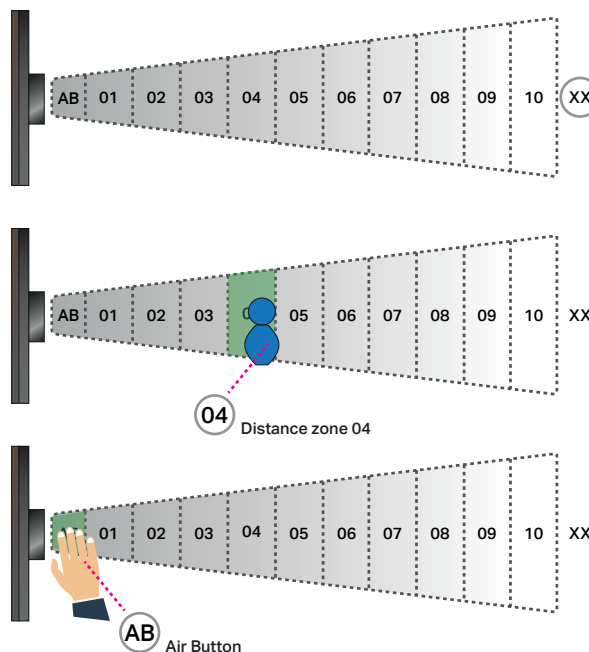 AB 01 02 03 04 05 06 07 08 09 10 XX
AB 01 02 03 0 05 06 07 08 09 10 XX
04 Distance zone 04
01 02 03 04 05 06 07 08 09 10 XX
AB Air Button